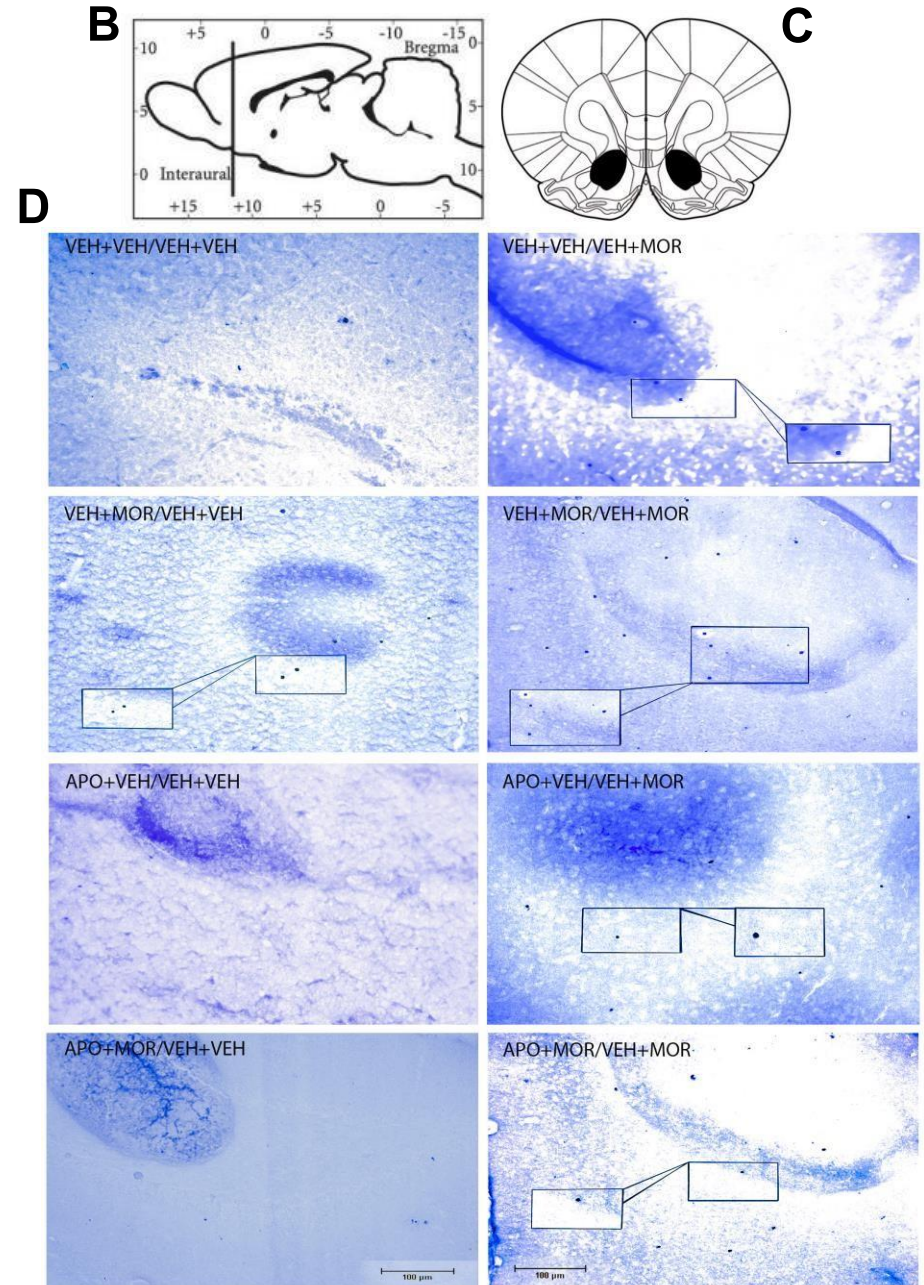 B
C
+5 0 -5 -10 -15
Bregma
10
0
5
5
0
10
Interaural
+15 +10 +5 0 -5
D
VEH+VEH/VEH+VEH
VEH+VEH/VEH+MOR
VEH+MOR/VEH+VEH
VEH+MOR/VEH+MOR
APO+VEH/VEH+VEH
APO+VEH/VEH+MOR
APO+MOR/VEH+VEH
APO+MOR/VEH+MOR
100 µm
100 µm